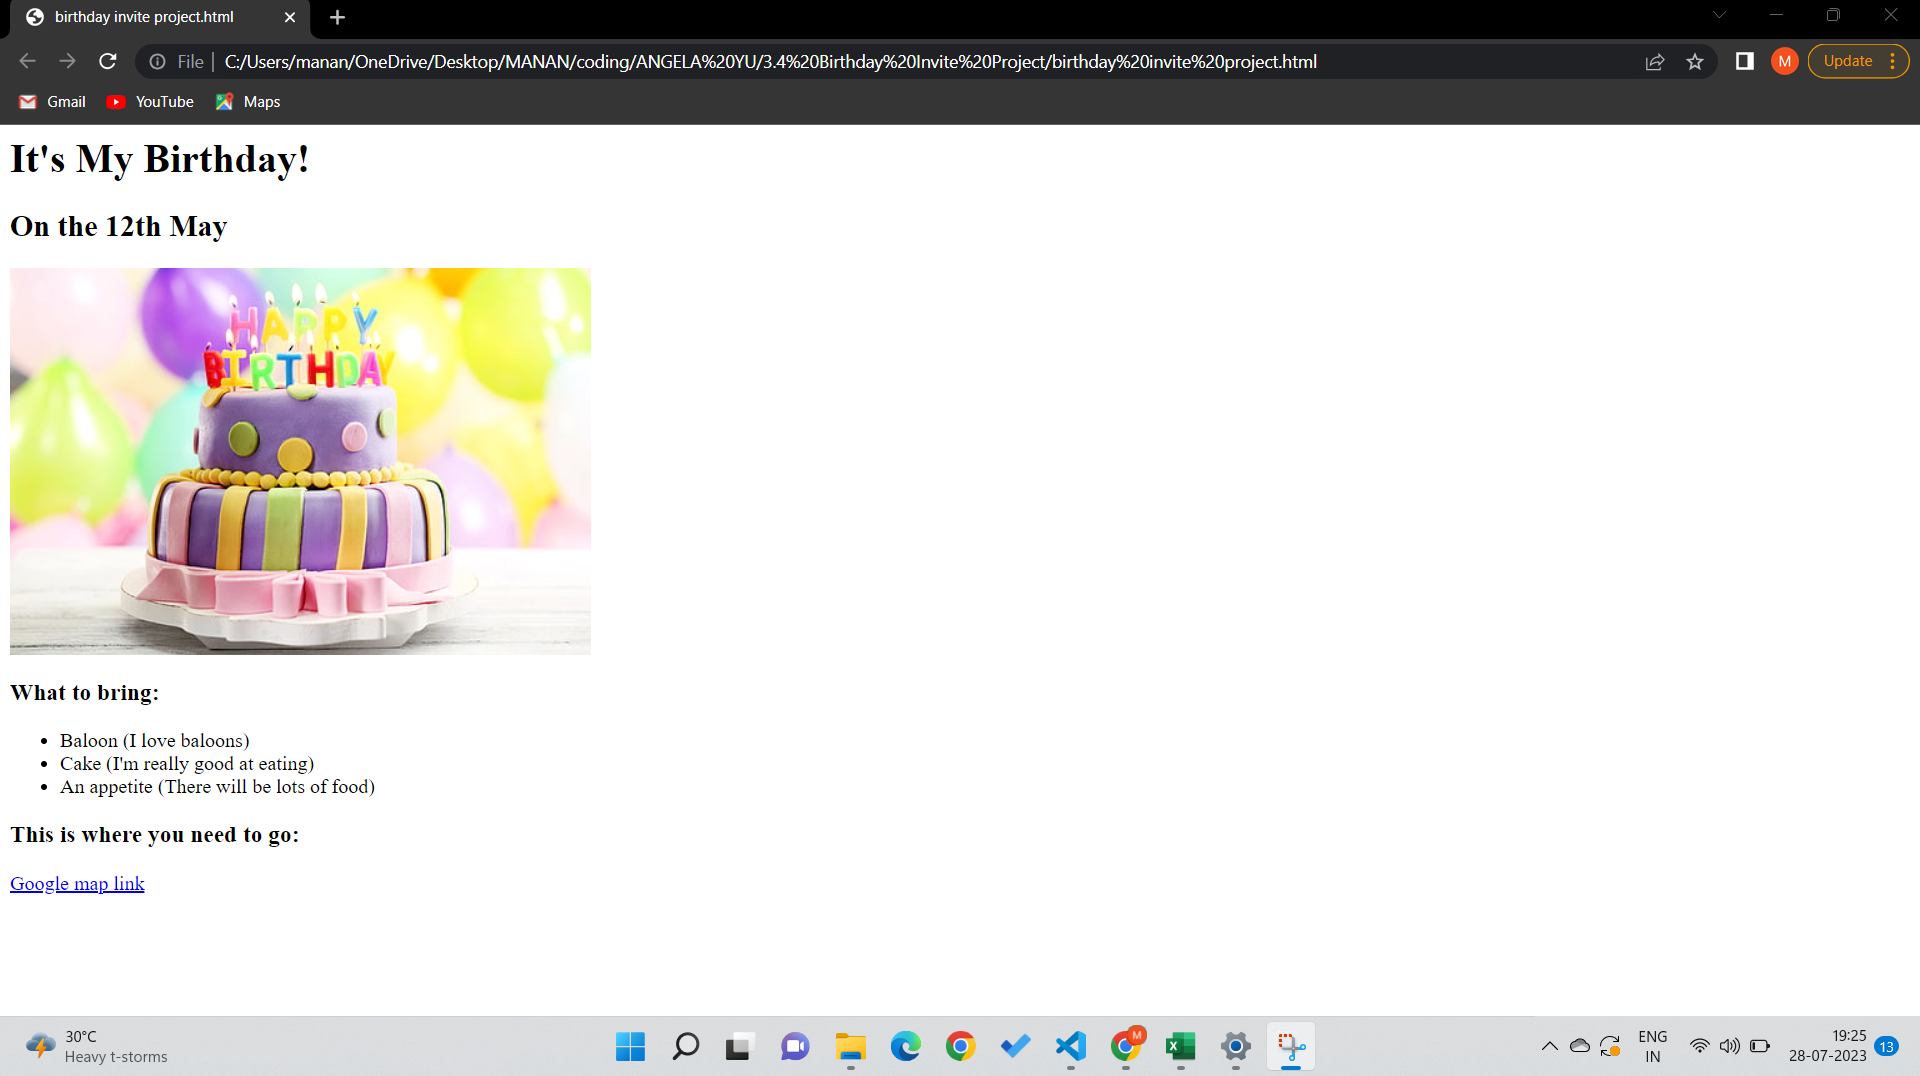 birthday invite project.html
File C:/Users/manan/OneDrive/Desktop/MANAN/coding/ANGELA%20YU/3.4%20Birthday%20Invite%20Project/birthday%20invite%20project.html
M
Update
Gmail YouTube Maps
It's My Birthday!
On the 12th May
HAPPY
BIRTHDAY
What to bring:
Baloon (I love baloons)
Cake (I'm really good at eating)
An appetite (There will be lots of food)
This is where you need to go:
Google map link
30°C
Heavy t-storms
M
ENG
IN
19:25
28-07-2023
13